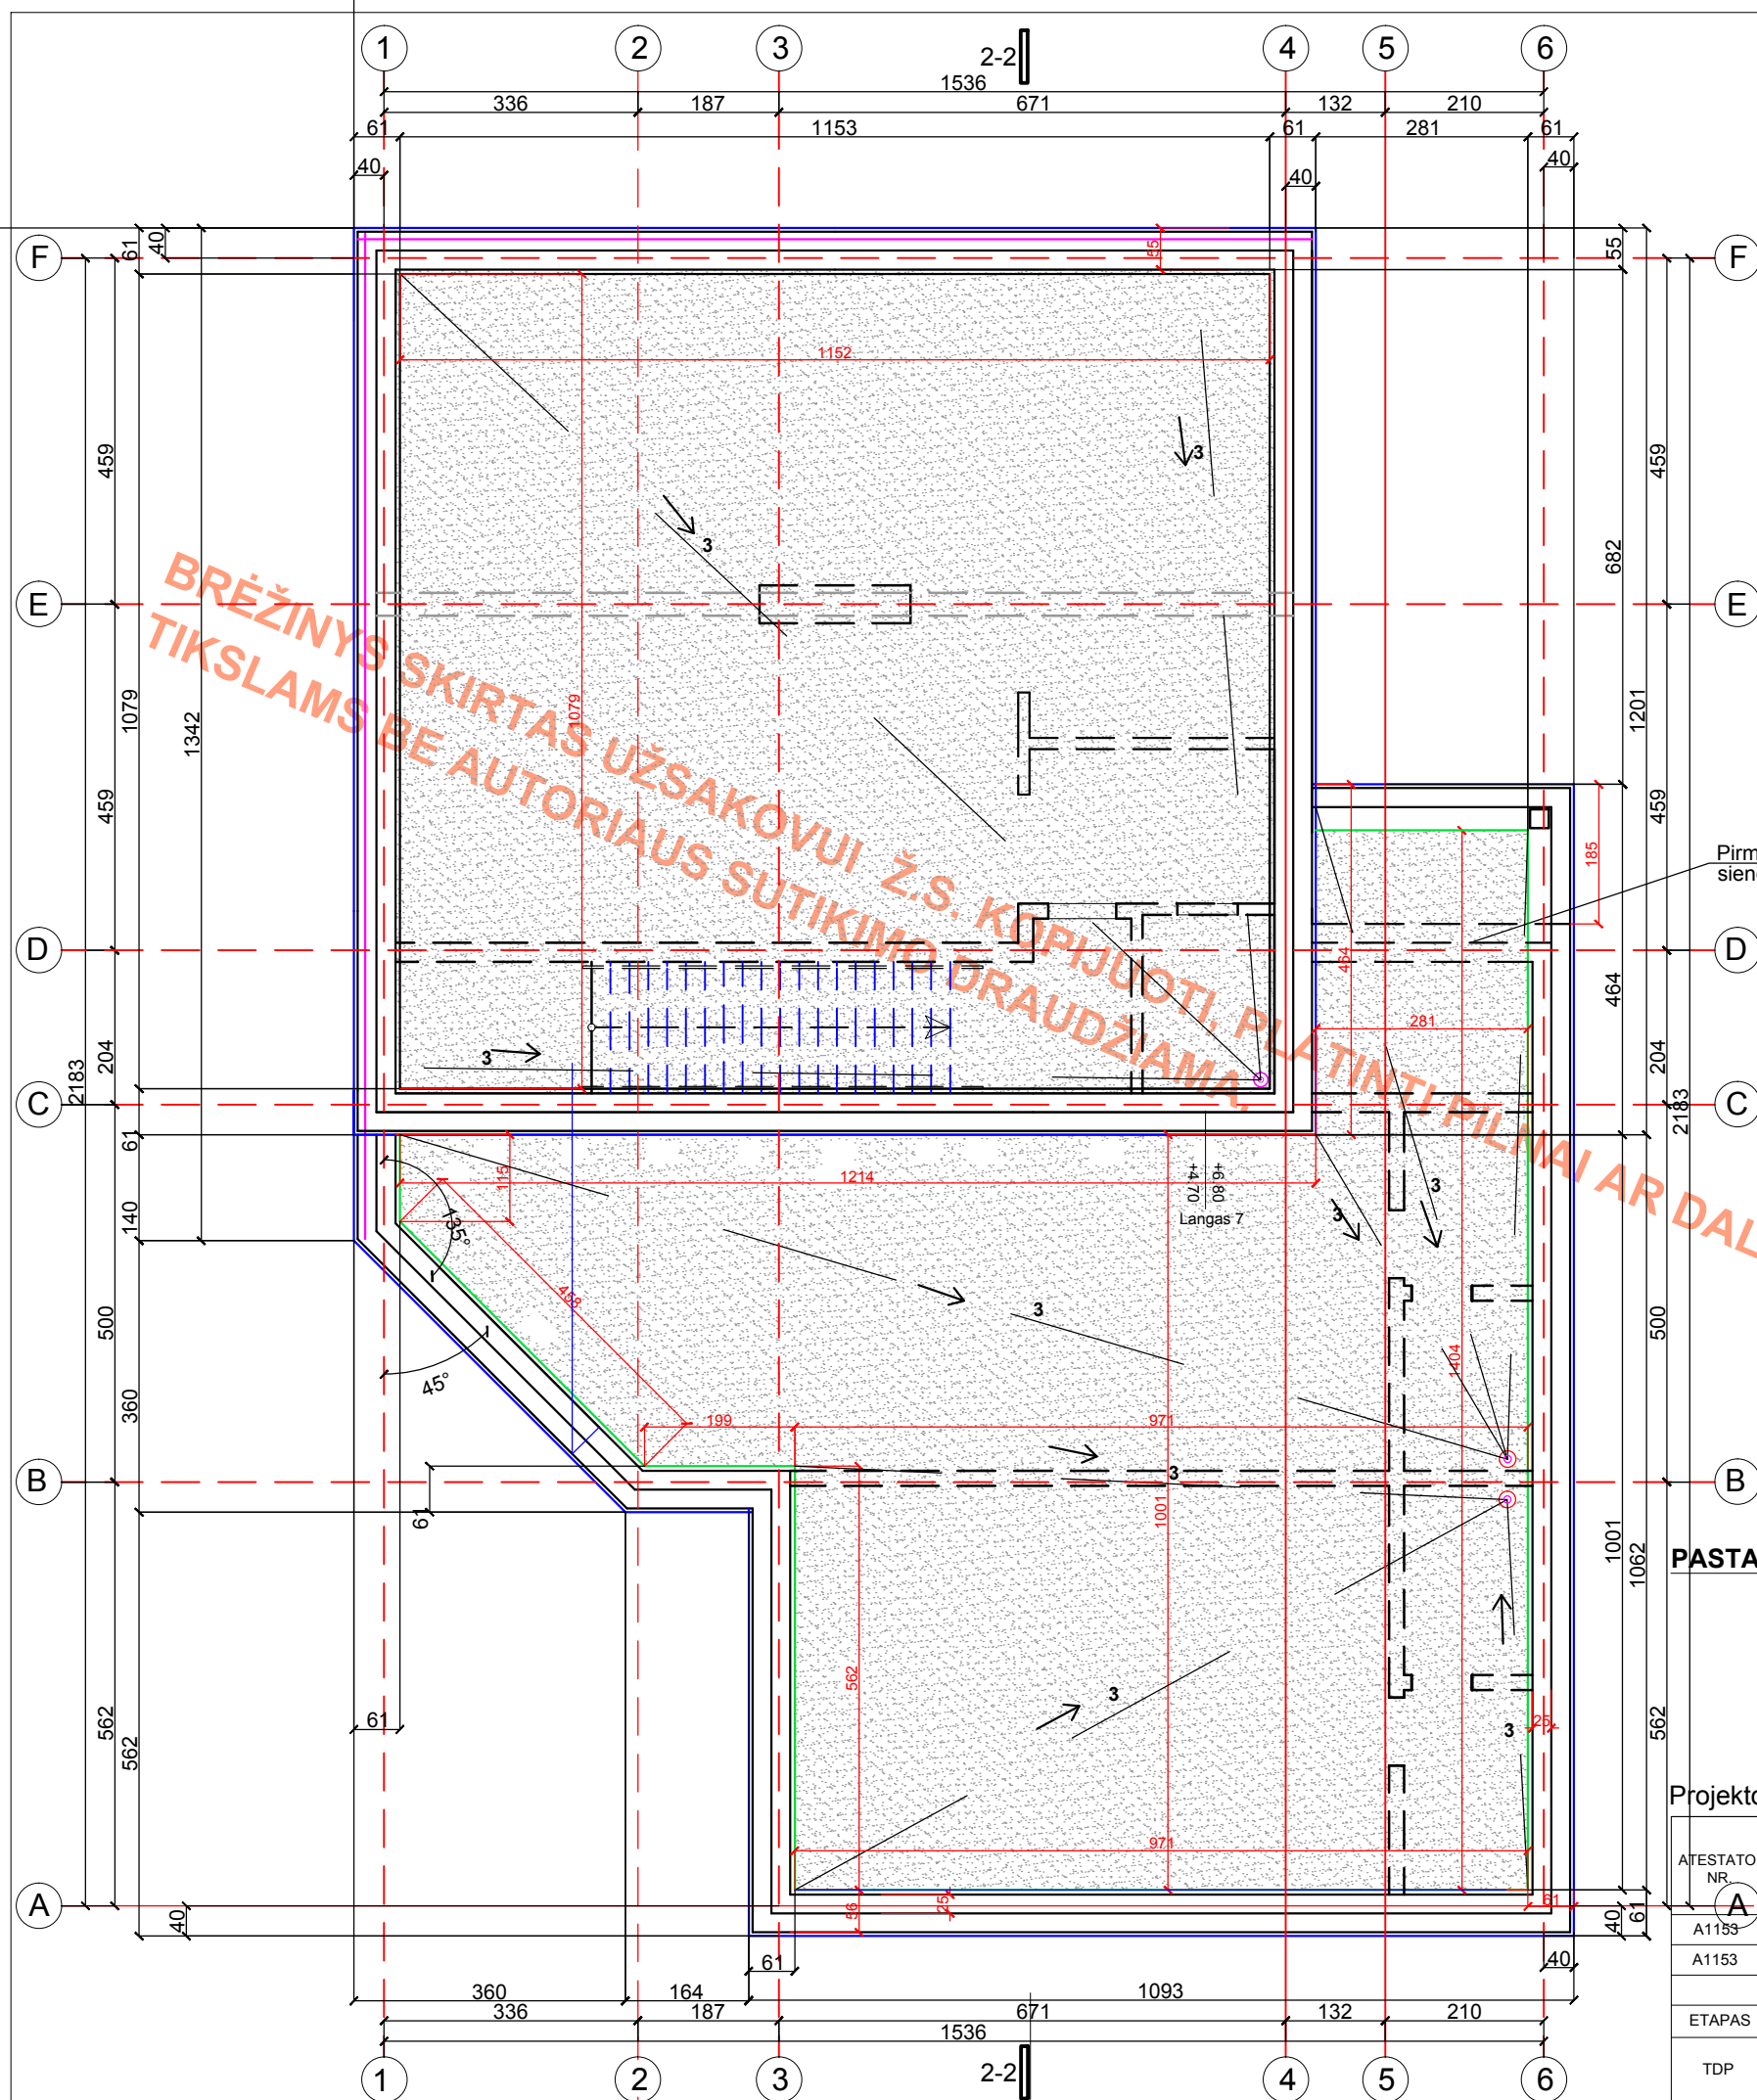 1 2 3 4 5 6
2-2
1536
336 187 671 132 210
61 1153 61 281 61
40 40 40
F 61 40 55 55 F
1152
459 459
3
3
682
BRĖŽINYS SKIRTAS UŽSAKOVUI Ž.S. KOPIJUOTI, PLATINTI PILNAI AR DAL
TIKSLAMS BE AUTORIAUS SUTIKIMO DRAUDŽIAMA.
E E
1079 1342 1079 1201
459 459
185
Pirm
sien
D 464 464 D
281
204 3 204
2183 2183
C C
61 115
1214
+6.80
+4.70
Langas 7
3
3
140
135°
458
3
500 500
45°
360
1404
199 971
B 3 B
61
1001 1001 1062
PASTA
562 3
61 562 562 25 562
3
Projekto
971
ATESTATO
NR.
A 40 56 25 61 40 61 A
A1153
61 40
A1153
360 164 1093
336 187 671 132 210
ETAPAS
1536
2-2
TDP
1 2 3 4 5 6